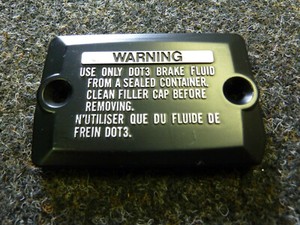 WARNING
USE ONLY DOT3 BRAKE FLUID
FROM A SEALED CONTAINER.
CLEAN FILLER CAP BEFORE
REMOVING.
N'UTILISER QUE DU FLUIDE DE
FREIN DOT3.